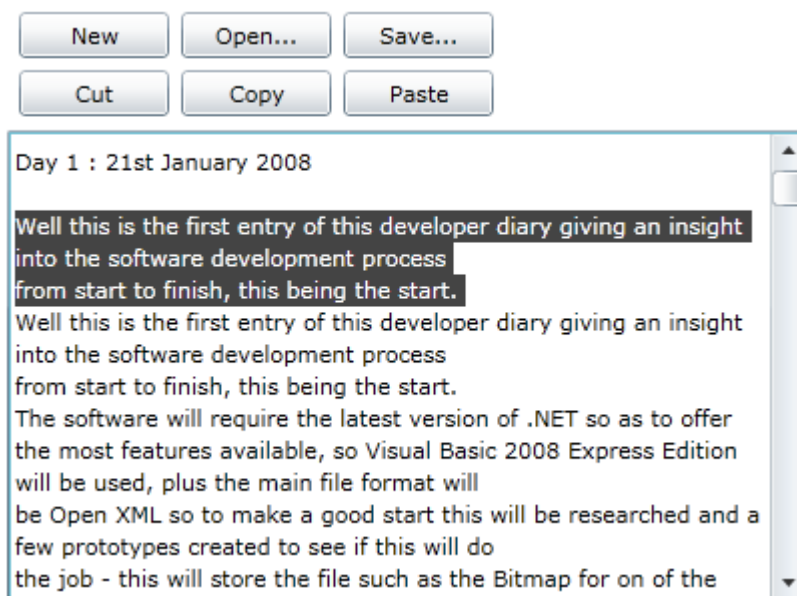 New Open... Save...
Cut Copy Paste
Day 1 : 21st January 2008
Well this is the first entry of this developer diary giving an insight
into the software development process
from start to finish, this being the start.
Well this is the first entry of this developer diary giving an insight
into the software development process
from start to finish, this being the start.
The software will require the latest version of .NET so as to offer
the most features available, so Visual Basic 2008 Express Edition
will be used, plus the main file format will
be Open XML so to make a good start this will be researched and a
few prototypes created to see if this will do
the job - this will store the file such as the Bitmap for on of the